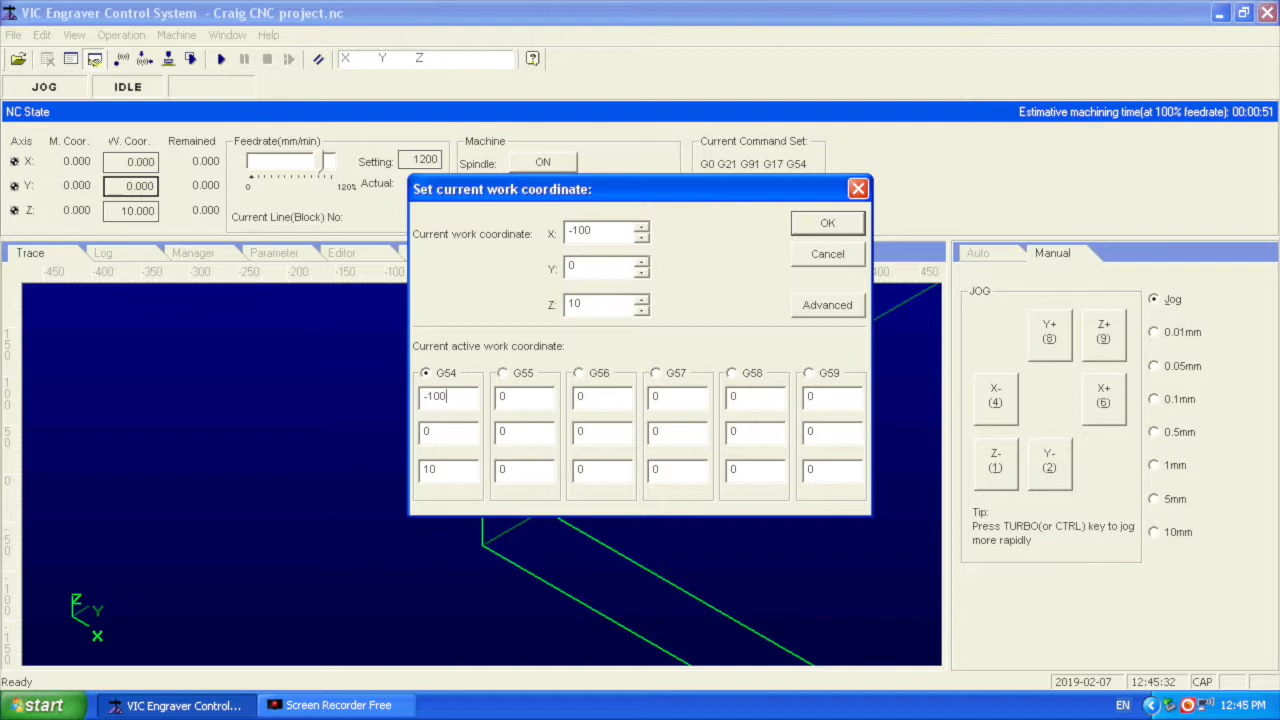 VIC Engraver Control System - Craig CNC project.nc
File Edit View Operation Machine Window Help
X Y Z
JOG IDLE
NC State Estimative machining time(at 100% feedrate): 00:00:51
Axis M. Coor. W. Coor. Remained
X: 0.000 0.000 0.000
Y: 0.000 0.000 0.000
Z: 0.000 10.000 0.000
Feedrate(mm/min)
Setting: 1200
0 120% Actual:
Current Line(Block) No:
Machine
Spindle: ON
Current Command Set:
G0 G21 G91 G17 G54
Trace Log Manager Parameter Editor
-450 -400 -350 -300 -250 -200 -150 -100 400 450
150
100
50
0
-50
-100
-150
Z
Y
X
Set current work coordinate:
Current work coordinate: X: -100
Y: 0
Z: 10
OK
Cancel
Advanced
Current active work coordinate:
G54 G55 G56 G57 G58 G59
-100 0 0 0 0 0
0 0 0 0 0 0
10 0 0 0 0 0
Auto Manual
JOG
Y+
(8)
Z+
(9)
X-
(4)
X+
(6)
Z-
(1)
Y-
(2)
Tip:
Press TURBO(or CTRL) key to jog
more rapidly
Jog
0.01mm
0.05mm
0.1mm
0.5mm
1mm
5mm
10mm
Ready 2019-02-07 12:45:32 CAP
start VIC Engraver Control... Screen Recorder Free EN 12:45 PM